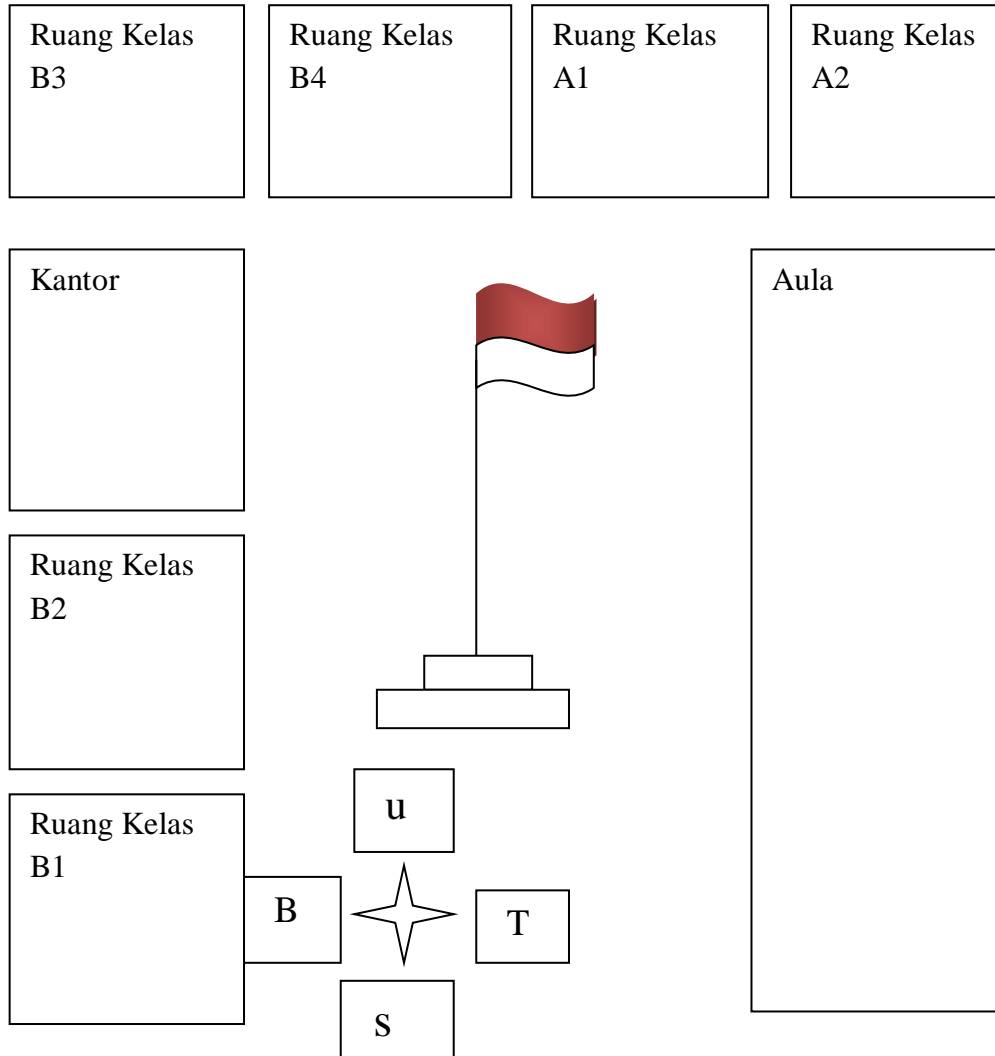 Ruang Kelas
B3
Ruang Kelas
B4
Ruang Kelas
A1
Ruang Kelas
A2
Kantor
Aula
Ruang Kelas
B2
Ruang Kelas
B1
u
B
T
s